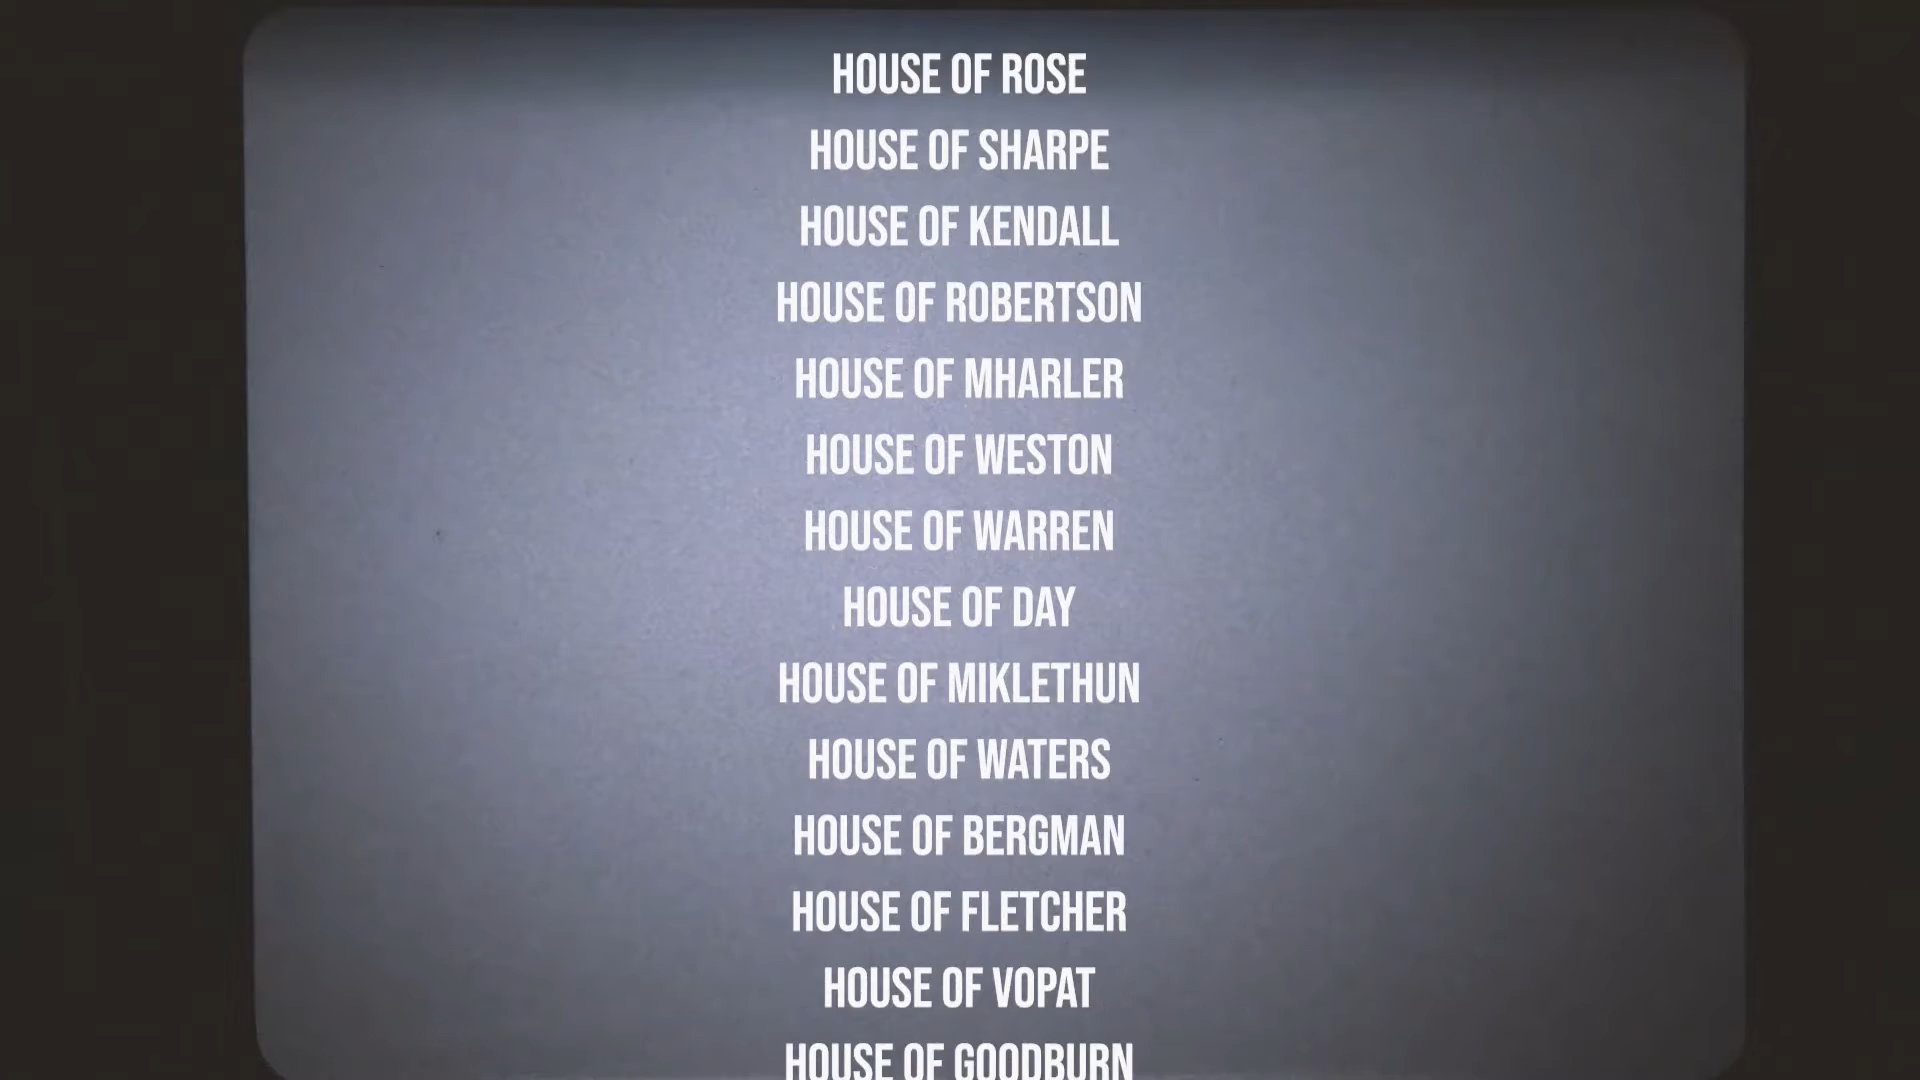 HOUSE OF ROSE
HOUSE OF SHARPE
HOUSE OF KENDALL
HOUSE OF ROBERTSON
HOUSE OF MHARLER
HOUSE OF WESTON
HOUSE OF WARREN
HOUSE OF DAY
HOUSE OF MIKLETHUN
HOUSE OF WATERS
HOUSE OF BERGMAN
HOUSE OF FLETCHER
HOUSE OF VOPAT
HOUSE OF GOODBURN